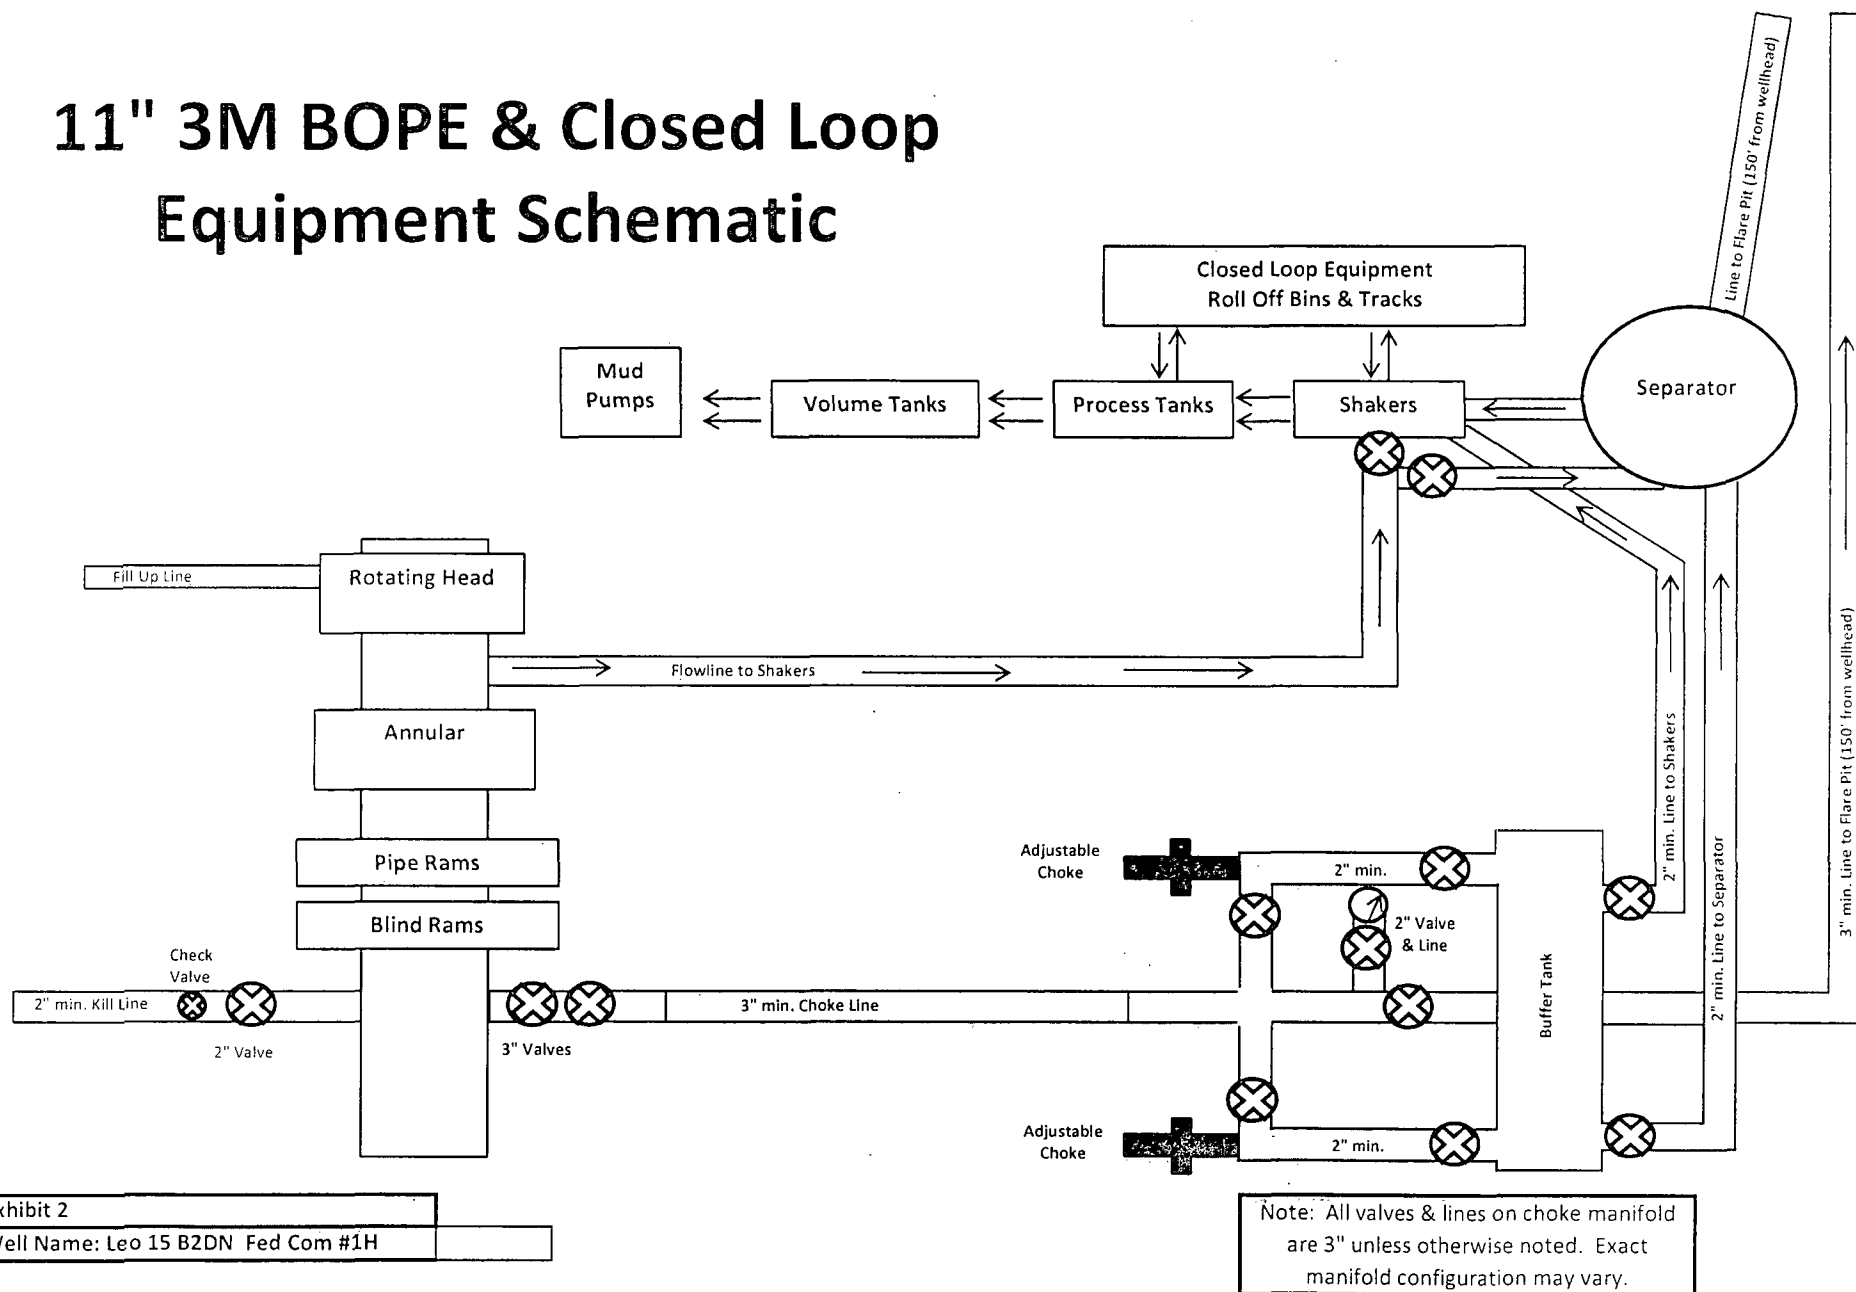 11" 3M BOPE & Closed Loop
Equipment Schematic
Line to Flare Pit (150' from wellhead)
Closed Loop Equipment
Roll Off Bins & Tracks
Mud
Pumps
Volume Tanks
Process Tanks
Shakers
Separator
Fill Up Line
Rotating Head
Flowline to Shakers
Annular
3" min. Line to Flare Pit (150' from wellhead)
2" min. Line to Shakers
2" min. Line to Separator
Pipe Rams
Blind Rams
Adjustable
Choke
2" min.
2" Valve
& Line
Buffer Tank
Check
Valve
2" min. Kill Line
3" min. Choke Line
2" Valve
3" Valves
Adjustable
Choke
2" min.
xhibit 2
Well Name: Leo 15 B2DN Fed Com #1H
Note: All valves & lines on choke manifold
are 3" unless otherwise noted. Exact
manifold configuration may vary.